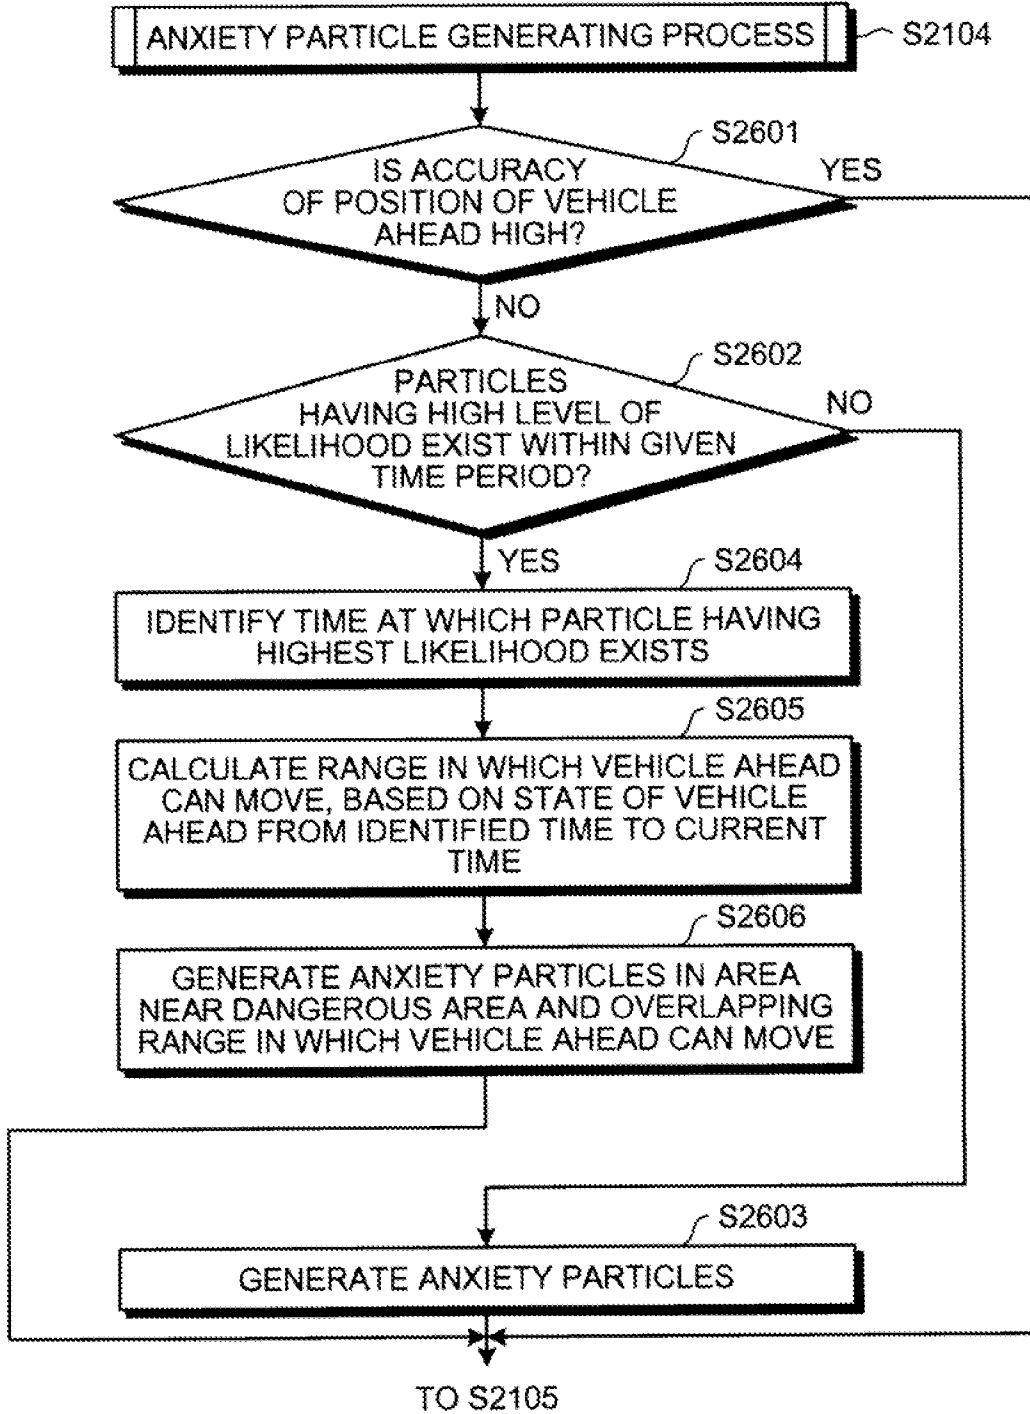 ANXIETY PARTICLE GENERATING PROCESS
S2104
S2601
IS ACCURACY
OF POSITION OF VEHICLE
AHEAD HIGH?
YES
NO
S2602
PARTICLES
HAVING HIGH LEVEL OF
LIKELIHOOD EXIST WITHIN GIVEN
TIME PERIOD?
NO
YES
S2604
IDENTIFY TIME AT WHICH PARTICLE HAVING
HIGHEST LIKELIHOOD EXISTS
S2605
CALCULATE RANGE IN WHICH VEHICLE AHEAD
CAN MOVE, BASED ON STATE OF VEHICLE
AHEAD FROM IDENTIFIED TIME TO CURRENT
TIME
S2606
GENERATE ANXIETY PARTICLES IN AREA
NEAR DANGEROUS AREA AND OVERLAPPING
RANGE IN WHICH VEHICLE AHEAD CAN MOVE
S2603
GENERATE ANXIETY PARTICLES
TO S2105